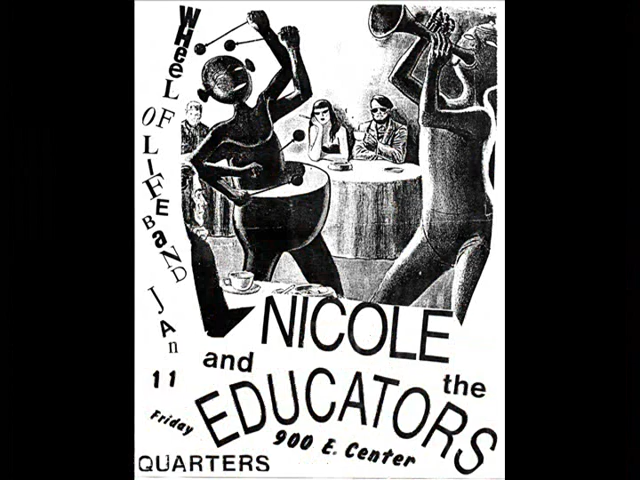 WHeeL OF LIFE BaND JAn
11
Friday
NICOLE
and the
EDUCATORS
900 E. Center
QUARTERS